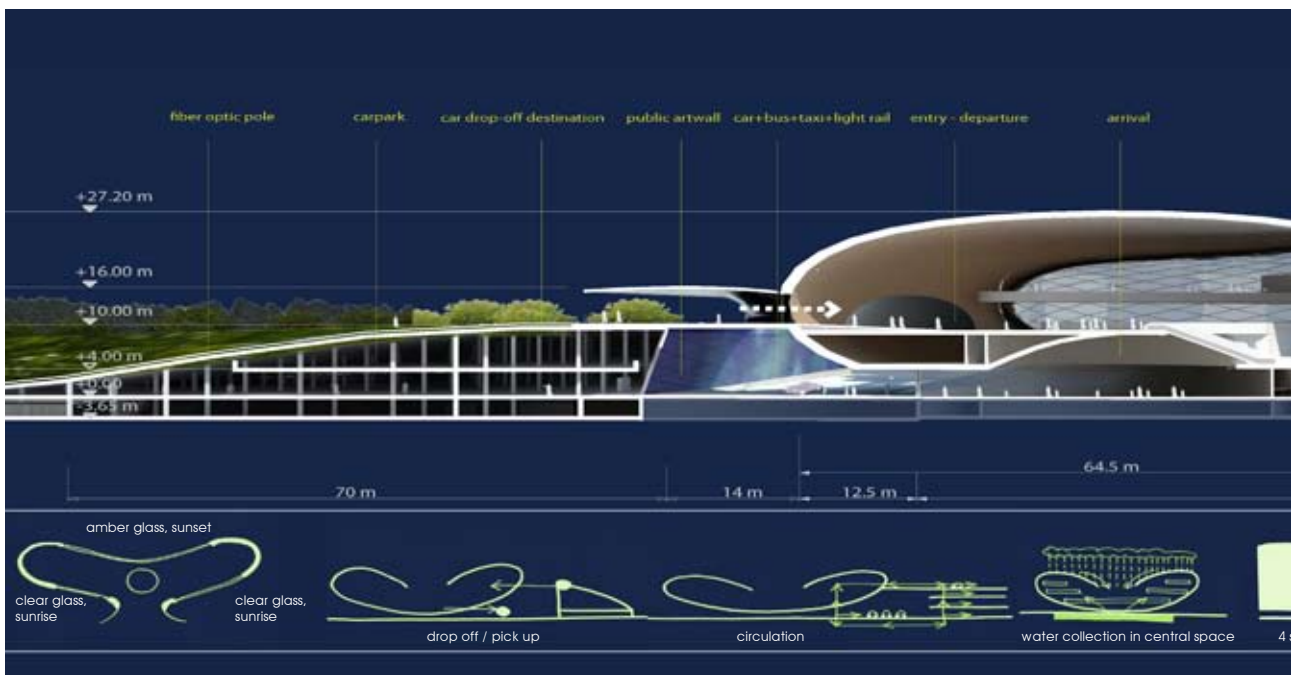 fiber optic pole
carpark
car drop-off destination
public artwall
car+bus+taxi+light rail
entry - departure
arrival
+27.20 m
+16.00 m
+10.00 m
+4.00 m
+0.00
-3.65 m
64.5 m
70 m
14 m
12.5 m
amber glass, sunset
clear glass,
sunrise
clear glass,
sunrise
drop off / pick up
circulation
water collection in central space
4 s